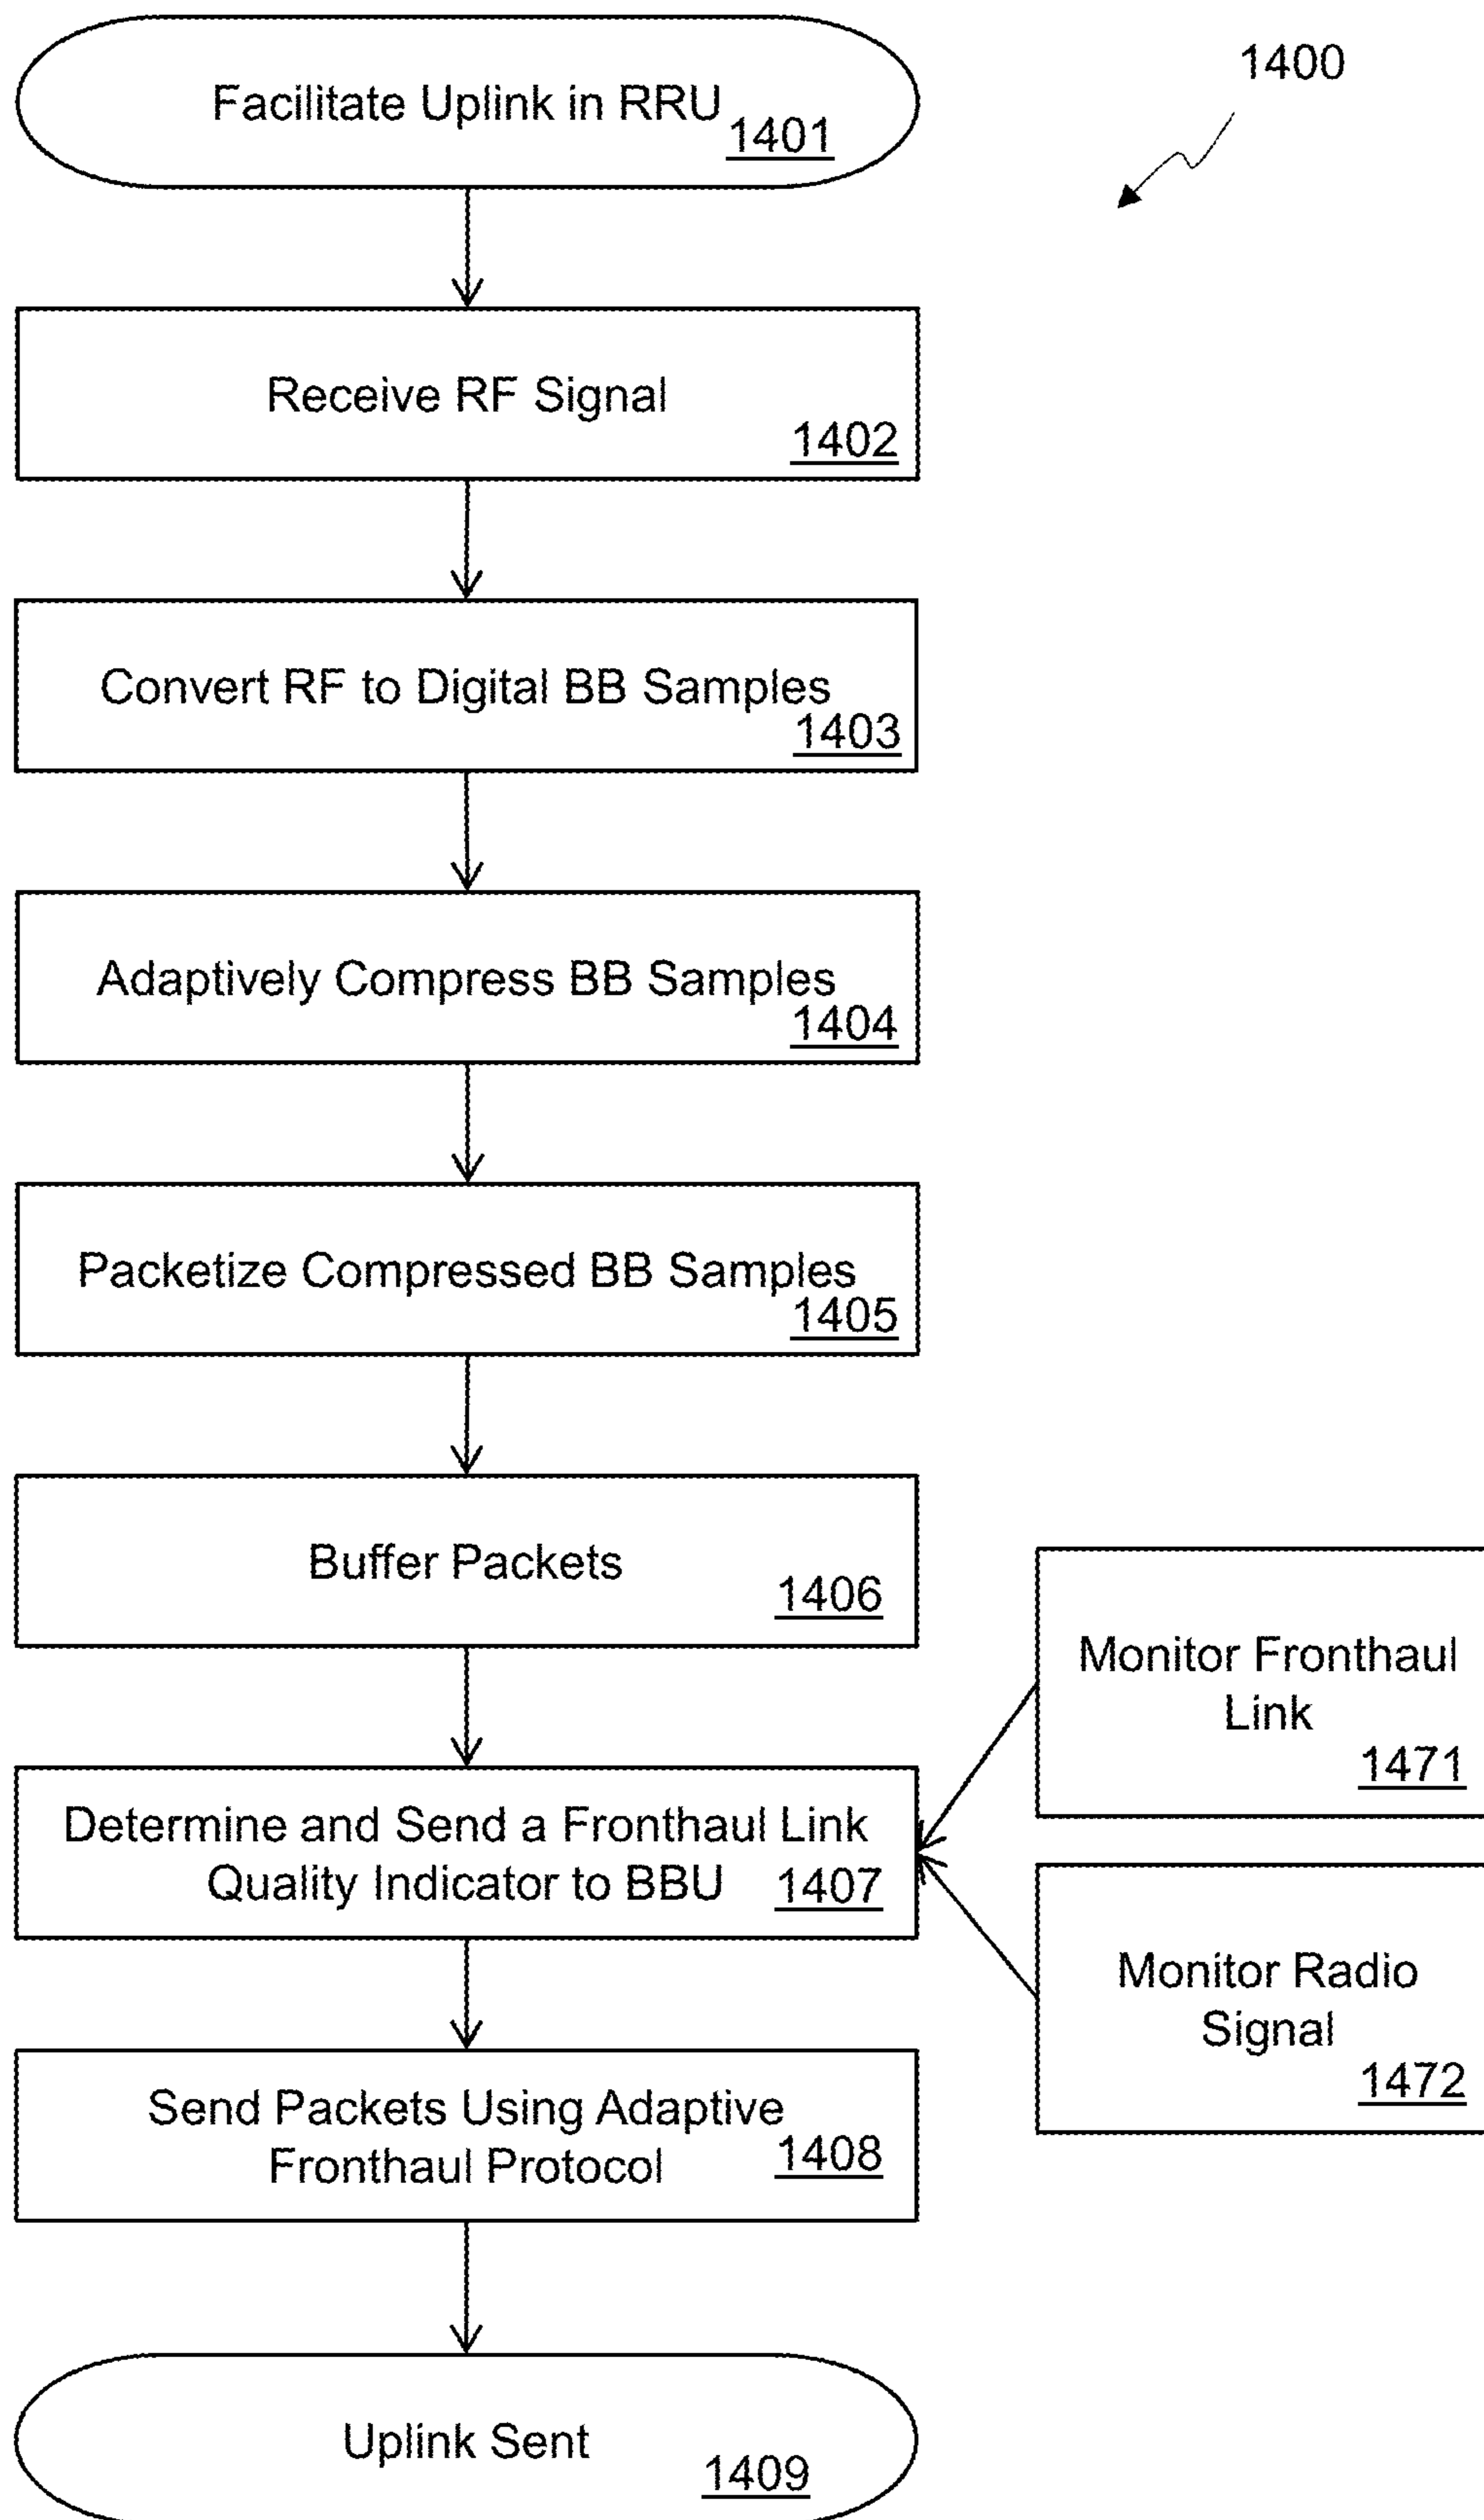 Facilitate Uplink in RRU
1401
1400
Receive RF Signal
1402
Convert RF to Digital BB Samples
1403
Adaptively Compress BB Samples
1404
Packetize Compressed BB Samples
1405
Buffer Packets
1406
Determine and Send a Fronthaul Link
Quality Indicator to BBU
1407
Monitor Fronthaul
Link
1471
Monitor Radio
Signal
1472
Send Packets Using Adaptive
Fronthaul Protocol
1408
Uplink Sent
1409